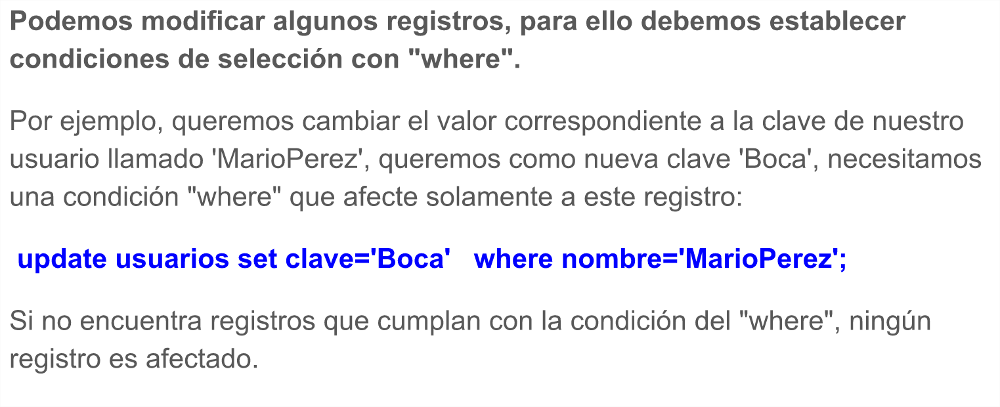 Podemos modificar algunos registros, para ello debemos establecer
condiciones de selección con "where".
Por ejemplo, queremos cambiar el valor correspondiente a la clave de nuestro
usuario llamado 'MarioPerez', queremos como nueva clave 'Boca', necesitamos
una condición "where" que afecte solamente a este registro:
update usuarios set clave='Boca'   where nombre='MarioPerez';
Si no encuentra registros que cumplan con la condición del "where", ningún
registro es afectado.